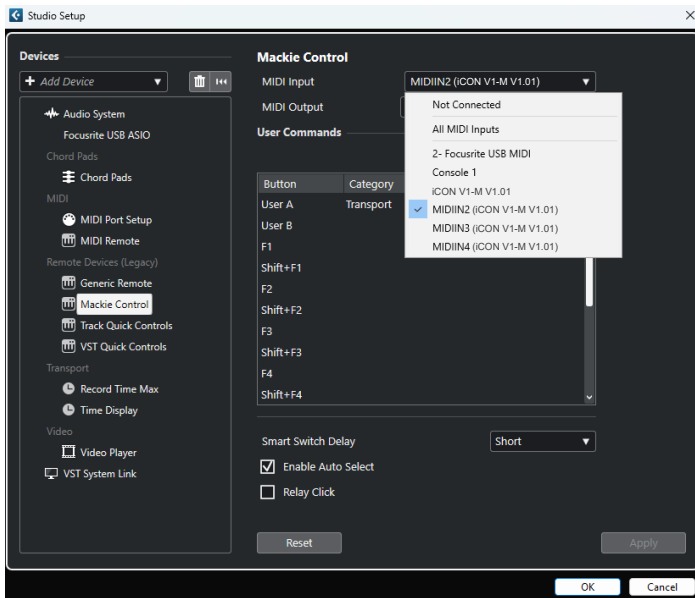 Studio Setup
Devices
Add Device
Audio System
Focusrite USB ASIO
Chord Pads
Chord Pads
MIDI
MIDI Port Setup
MIDI Remote
Remote Devices (Legacy)
Generic Remote
Mackie Control
Track Quick Controls
VST Quick Controls
Transport
Record Time Max
Time Display
Video
Video Player
VST System Link
Mackie Control
MIDI Input
MIDIIN2 (iCON V1-M V1.01)
MIDI Output
Not Connected
All MIDI Inputs
2- Focusrite USB MIDI
Console 1
iCON V1-M V1.01
MIDIIN2 (iCON V1-M V1.01)
MIDIIN3 (iCON V1-M V1.01)
MIDIIN4 (iCON V1-M V1.01)
User Commands
Button Category
User A Transport
User B
F1
Shift+F1
F2
Shift+F2
F3
Shift+F3
F4
Shift+F4
Smart Switch Delay Short
Enable Auto Select
Relay Click
Reset Apply
OK Cancel